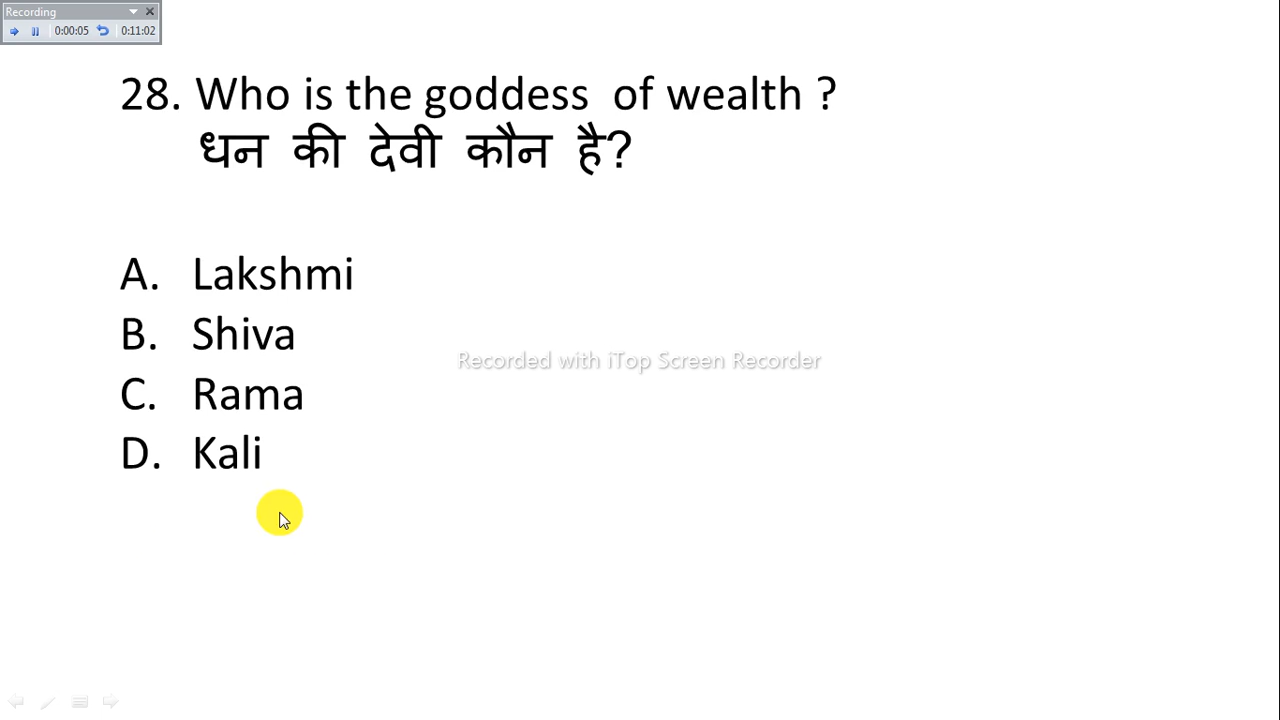 Recording
0:00:05 0:11:02
28. Who is the goddess of wealth ?
धन की देवी कौन है?
A. Lakshmi
B. Shiva
Recorded with iTop Screen Recorder
C. Rama
D. Kali